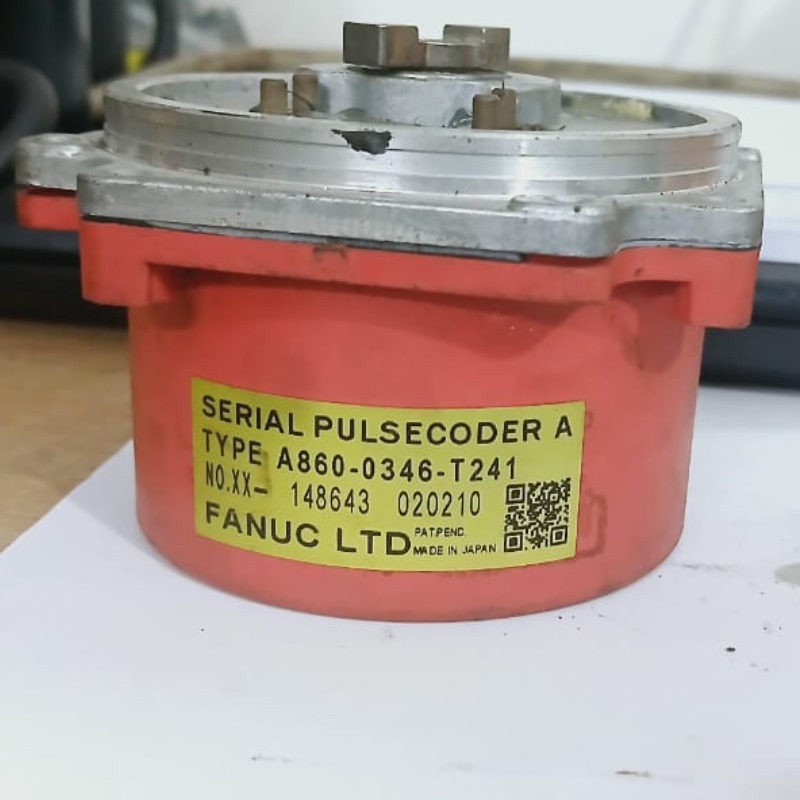 SERIAL PULSECODER A
TYPE A860-0346-T241
NO.XX- 148643 020210
FANUC LTD PAT.PEND.
MADE IN JAPAN